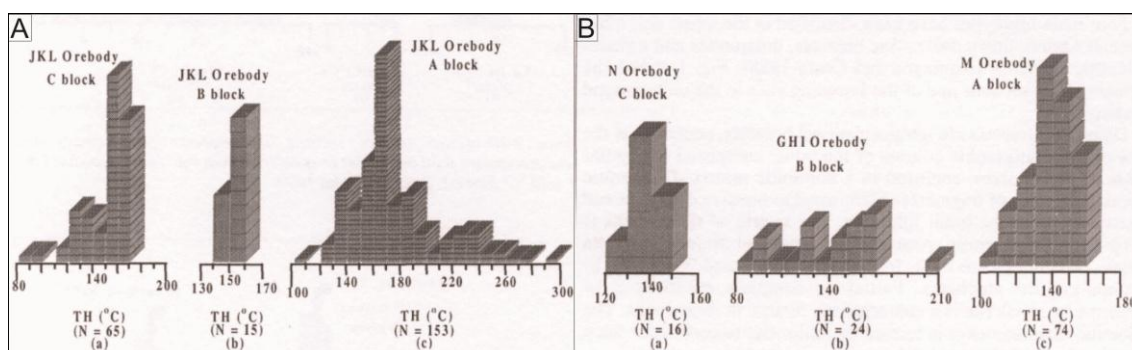 A
JKL Orebody
C block
80
140
200
TH (°C)
(N = 65)
(a)
JKL Orebody
B block
130
150
170
TH (°C)
(N = 15)
(b)
JKL Orebody
A block
100
140
180
220
260
300
TH (°C)
(N = 153)
(c)
B
N Orebody
C block
120
140
160
TH (°C)
(N = 16)
(a)
GHI Orebody
B block
80
140
210
TH (°C)
(N = 24)
(b)
M Orebody
A block
100
140
180
TH (°C)
(N = 74)
(c)